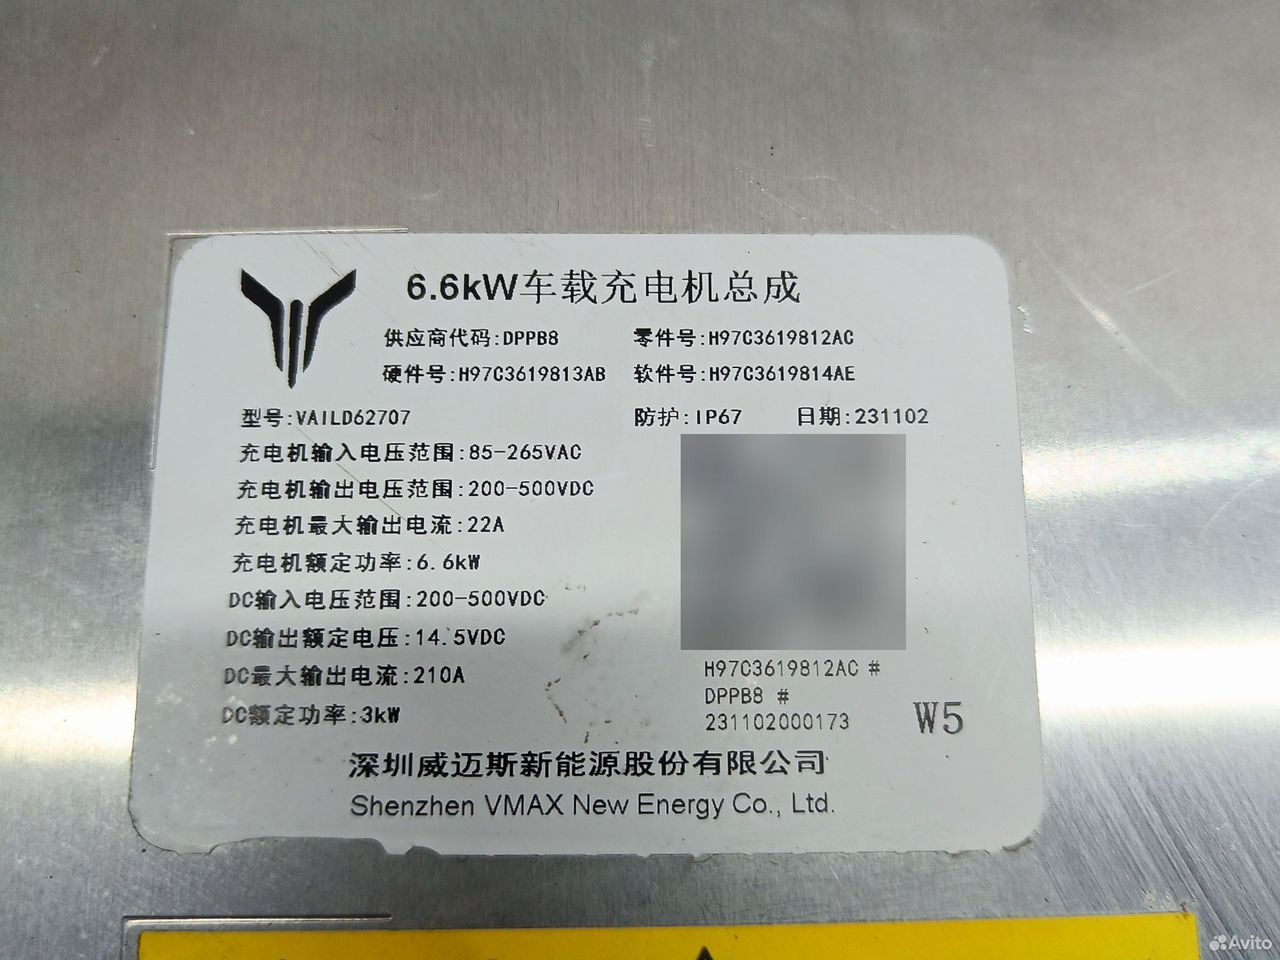 6.6kW车载充电机总成
供应商代码:DPPB8 零件号:H97C3619812AC
硬件号:H97C3619813AB 软件号:H97C3619814AE
型号:VAILD62707 防护:IP67 日期:231102
充电机输入电压范围:85-265VAC
充电机输出电压范围:200-500VDC
充电机最大输出电流:22A
充电机额定功率:6.6kW
DC输入电压范围:200-500VDC
DC输出额定电压:14.5VDC
DC最大输出电流:210A
DC额定功率:3kW
H97C3619812AC #
DPPB8 #
231102000173
W5
深圳威迈斯新能源股份有限公司
Shenzhen VMAX New Energy Co., Ltd.
Avito